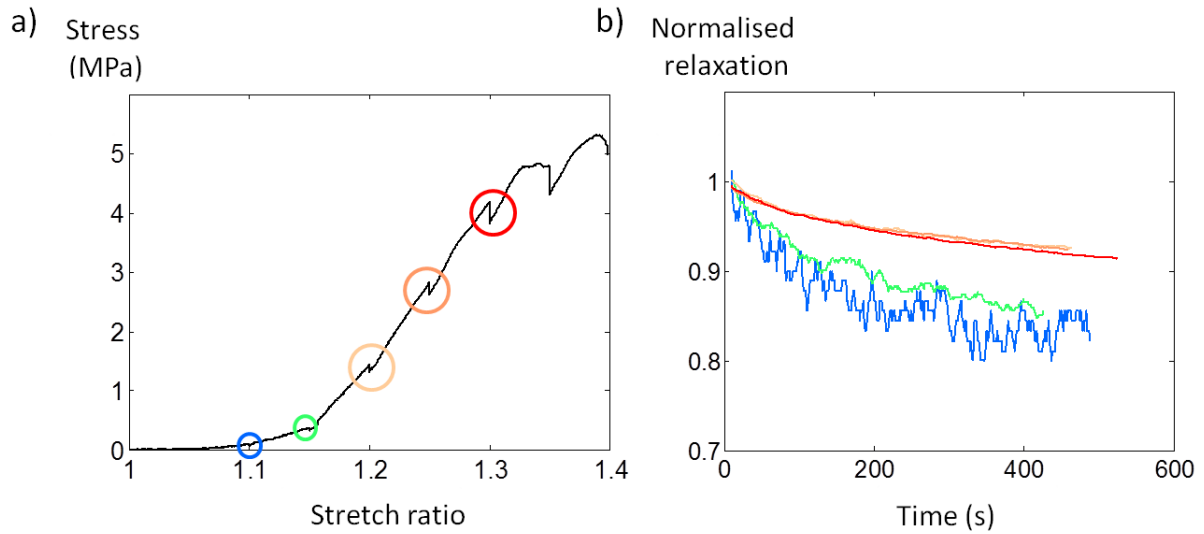 a) Stress
(MPa)
5
4
3
2
1
0
1 1.1 1.2 1.3 1.4
Stretch ratio
b) Normalised
relaxation
1
0.9
0.8
0.7
0 200 400 600
Time (s)